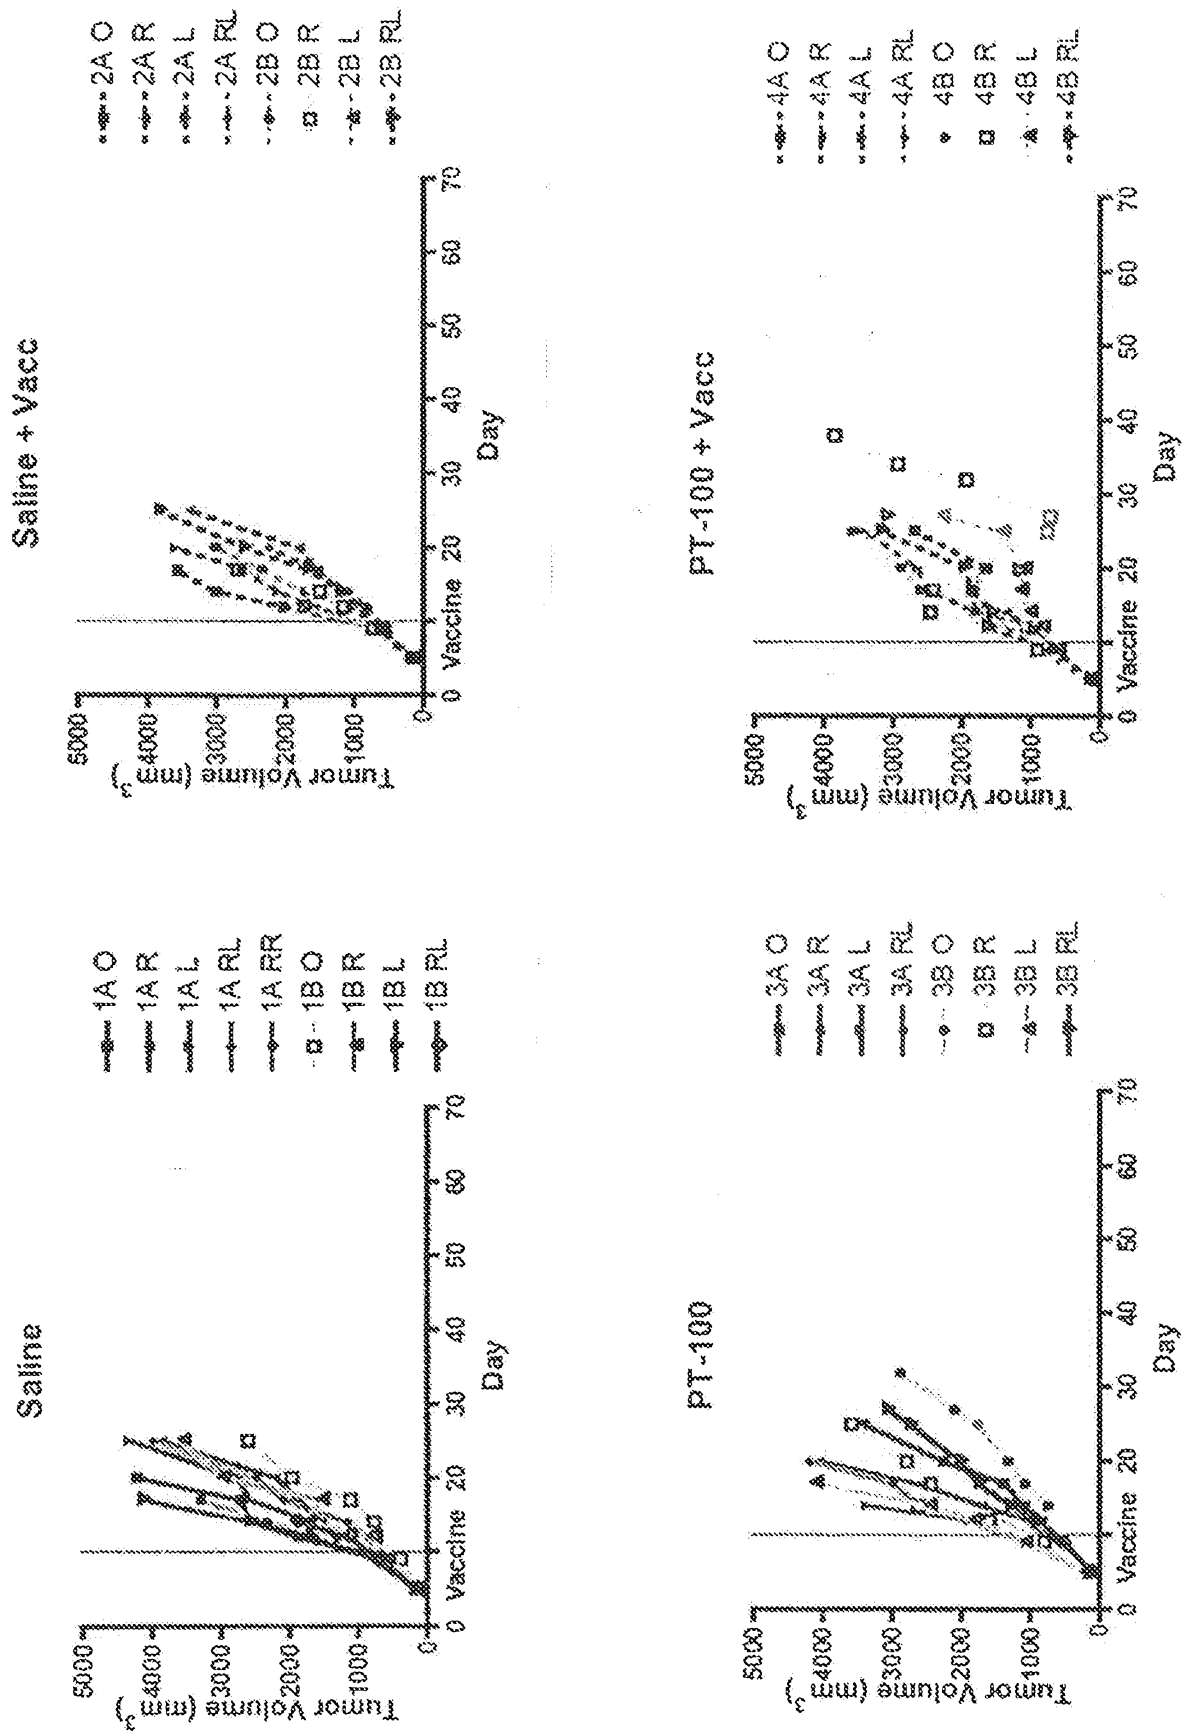 Saline
5000
4000
3000
2000
1000
0
Tumor Volume (mm³)
0 Vaccine 20 30 40 50 60 70
Day
1A O
1A R
1A L
1A RL
1A RR
1B O
1B R
1B L
1B RL
Saline + Vacc
5000
4000
3000
2000
1000
0
Tumor Volume (mm³)
0 Vaccine 20 30 40 50 60 70
Day
2A O
2A R
2A L
2A RL
2B O
2B R
2B L
2B RL
PT-100
5000
4000
3000
2000
1000
0
Tumor Volume (mm³)
0 Vaccine 20 30 40 50 60 70
Day
3A O
3A R
3A L
3A RL
3B O
3B R
3B L
3B RL
PT-100 + Vacc
5000
4000
3000
2000
1000
0
Tumor Volume (mm³)
0 Vaccine 20 30 40 50 60 70
Day
4A O
4A R
4A L
4A RL
4B O
4B R
4B L
4B RL